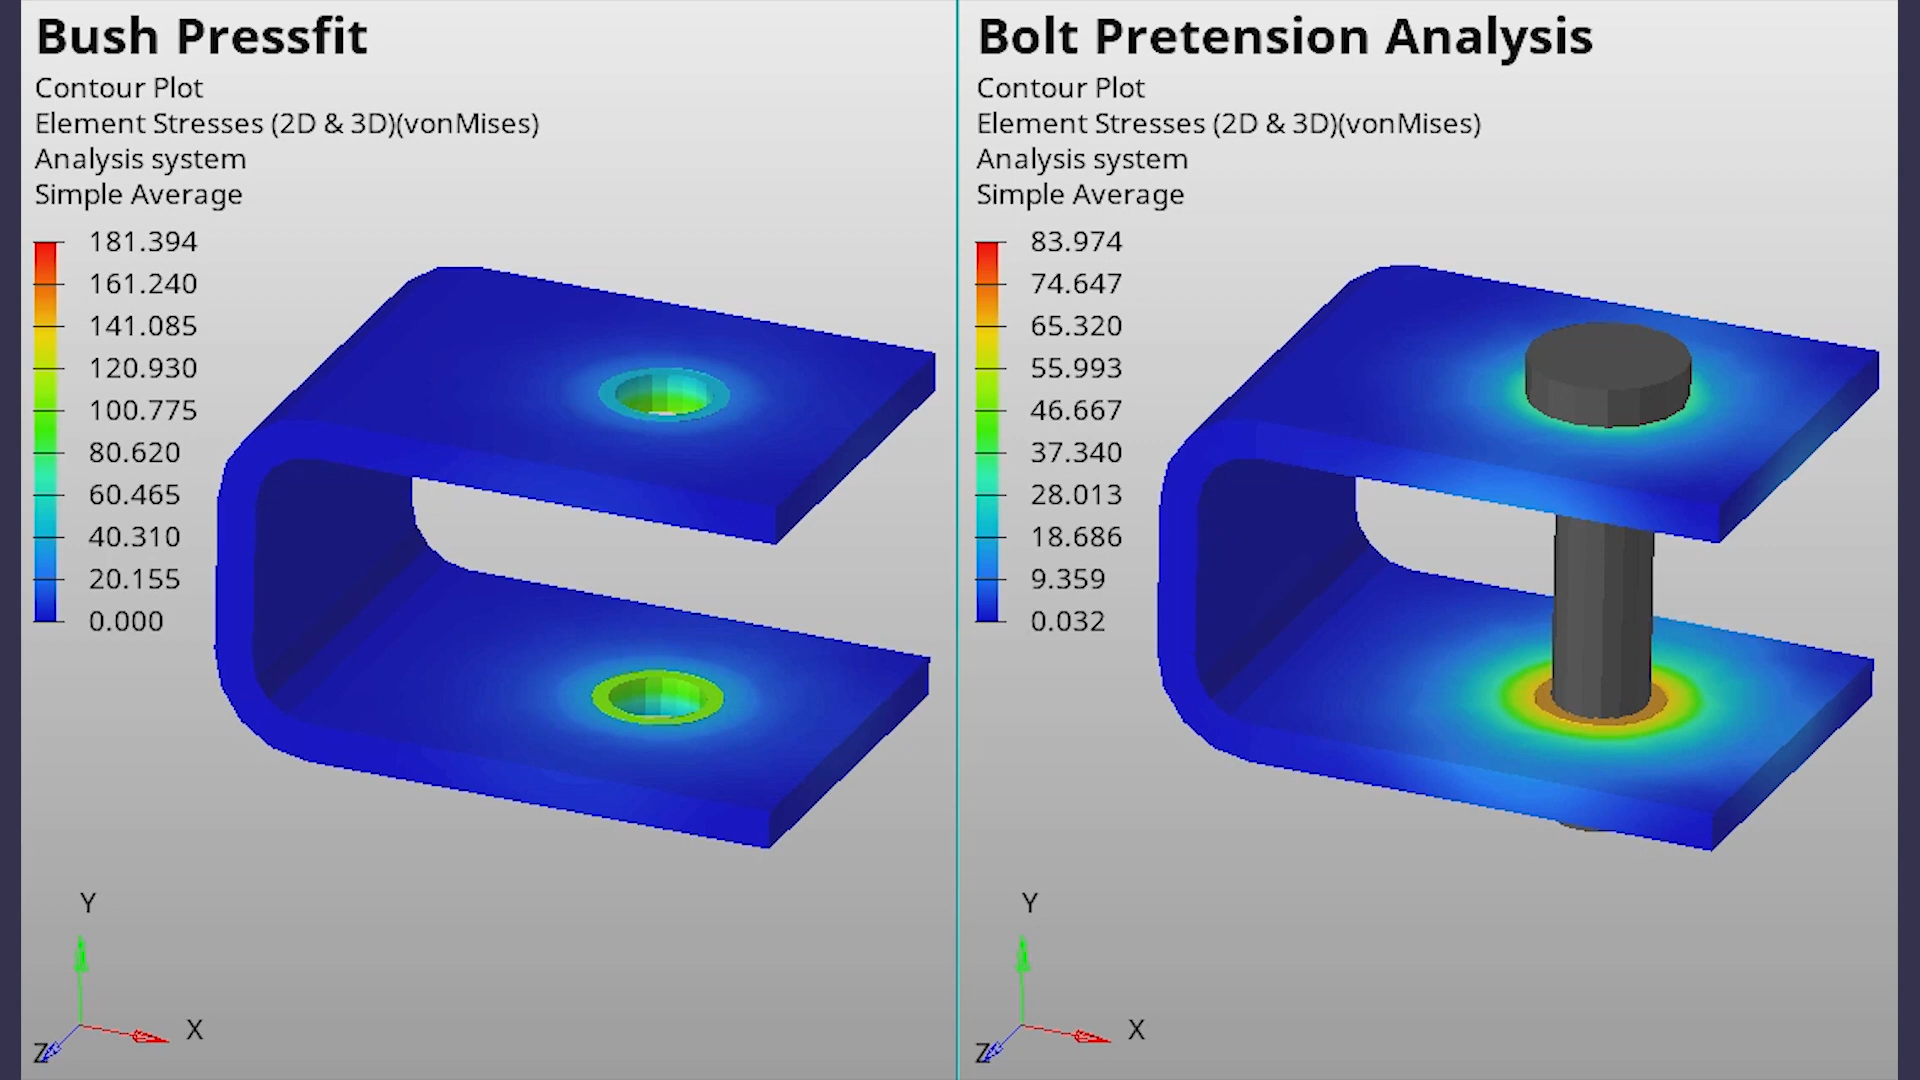 Bush Pressfit
Contour Plot
Element Stresses (2D & 3D)(vonMises)
Analysis system
Simple Average
181.394
161.240
141.085
120.930
100.775
80.620
60.465
40.310
20.155
0.000
Y
X
Z
Bolt Pretension Analysis
Contour Plot
Element Stresses (2D & 3D)(vonMises)
Analysis system
Simple Average
83.974
74.647
65.320
55.993
46.667
37.340
28.013
18.686
9.359
0.032
Y
X
Z